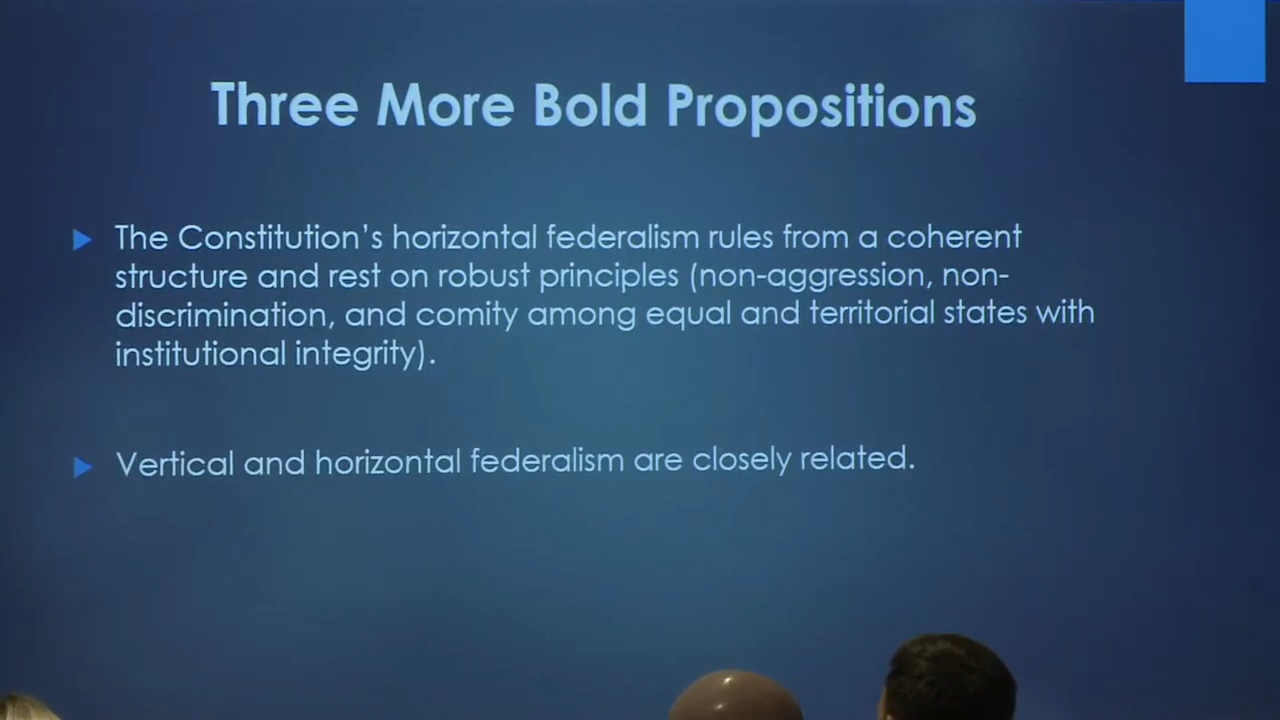 Three More Bold Propositions
The Constitution's horizontal federalism rules from a coherent
structure and rest on robust principles (non-aggression, non-
discrimination, and comity among equal and territorial states with
institutional integrity).
Vertical and horizontal federalism are closely related.